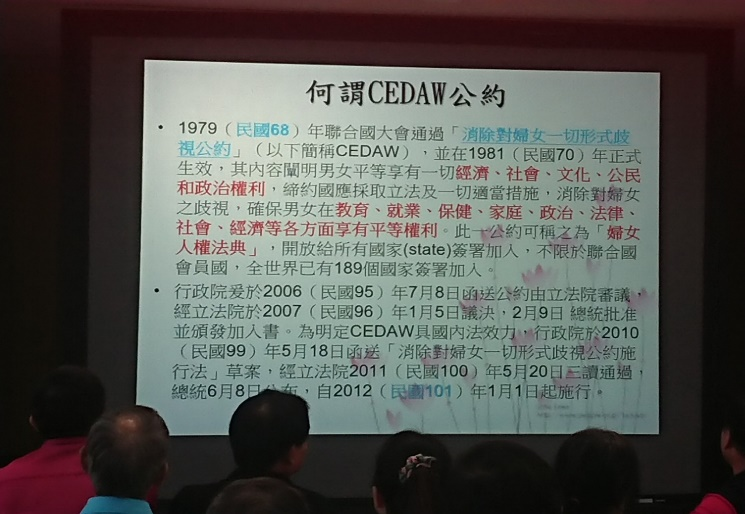 何謂CEDAW公約
• 1979（民國68）年聯合國大會通過「消除對婦女一切形式歧
視公約」（以下簡稱CEDAW），並在1981（民國70）年正式
生效，其內容闡明男女平等享有一切經濟、社會、文化、公民
和政治權利，締約國應採取立法及一切適當措施，消除對婦女
之歧視，確保男女在教育、就業、保健、家庭、政治、法律、
社會、經濟等各方面享有平等權利。此一公約可稱之為「婦女
人權法典」，開放給所有國家(state)簽署加入，不限於聯合國
會員國，全世界已有189個國家簽署加入。
• 行政院爰於2006（民國95）年7月8日函送公約由立法院審議，
經立法院於2007（民國96）年1月5日議決，2月9日 總統批准
並頒發加入書。為明定CEDAW具國內法效力，行政院於2010
（民國99）年5月18日函送「消除對婦女一切形式歧視公約施
行法」草案，經立法院2011（民國100）年5月20日三讀通過，
總統6月8日公布，自2012（民國101）年1月1日起施行。